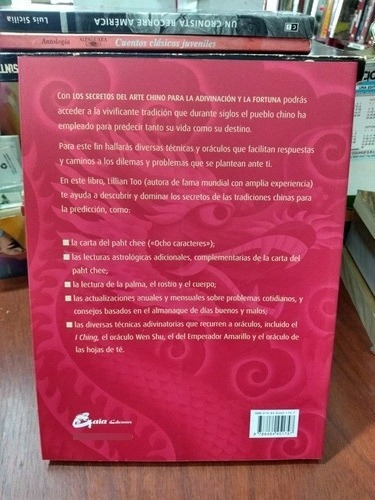 Luis Sicilia
UN CRONISTA RECORRE AMÉRICA
Antología
ALFAGUARA
Cuentos clásicos juveniles
Con LOS SECRETOS DEL ARTE CHINO PARA LA ADIVINACIÓN Y LA FORTUNA podrás
acceder a la vivificante tradición que durante siglos el pueblo chino ha
empleado para predecir tanto su vida como su destino.
Para este fin hallarás diversas técnicas y oráculos que facilitan respuestas
y caminos a los dilemas y problemas que se plantean ante ti.
En este libro, Lillian Too (autora de fama mundial con amplia experiencia)
te ayuda a descubrir y dominar los secretos de las tradiciones chinas para
la predicción, como:
la carta del paht chee («Ocho caracteres»);
las lecturas astrológicas adicionales, complementarias de la carta del
paht chee;
la lectura de la palma, el rostro y el cuerpo;
las actualizaciones anuales y mensuales sobre problemas cotidianos, y
consejos basados en el almanaque de días buenos y malos;
las diversas técnicas adivinatorias que recurren a oráculos, incluido el
I Ching, el oráculo Wen Shu, el del Emperador Amarillo y el oráculo de
las hojas de té.
Gaia Ediciones